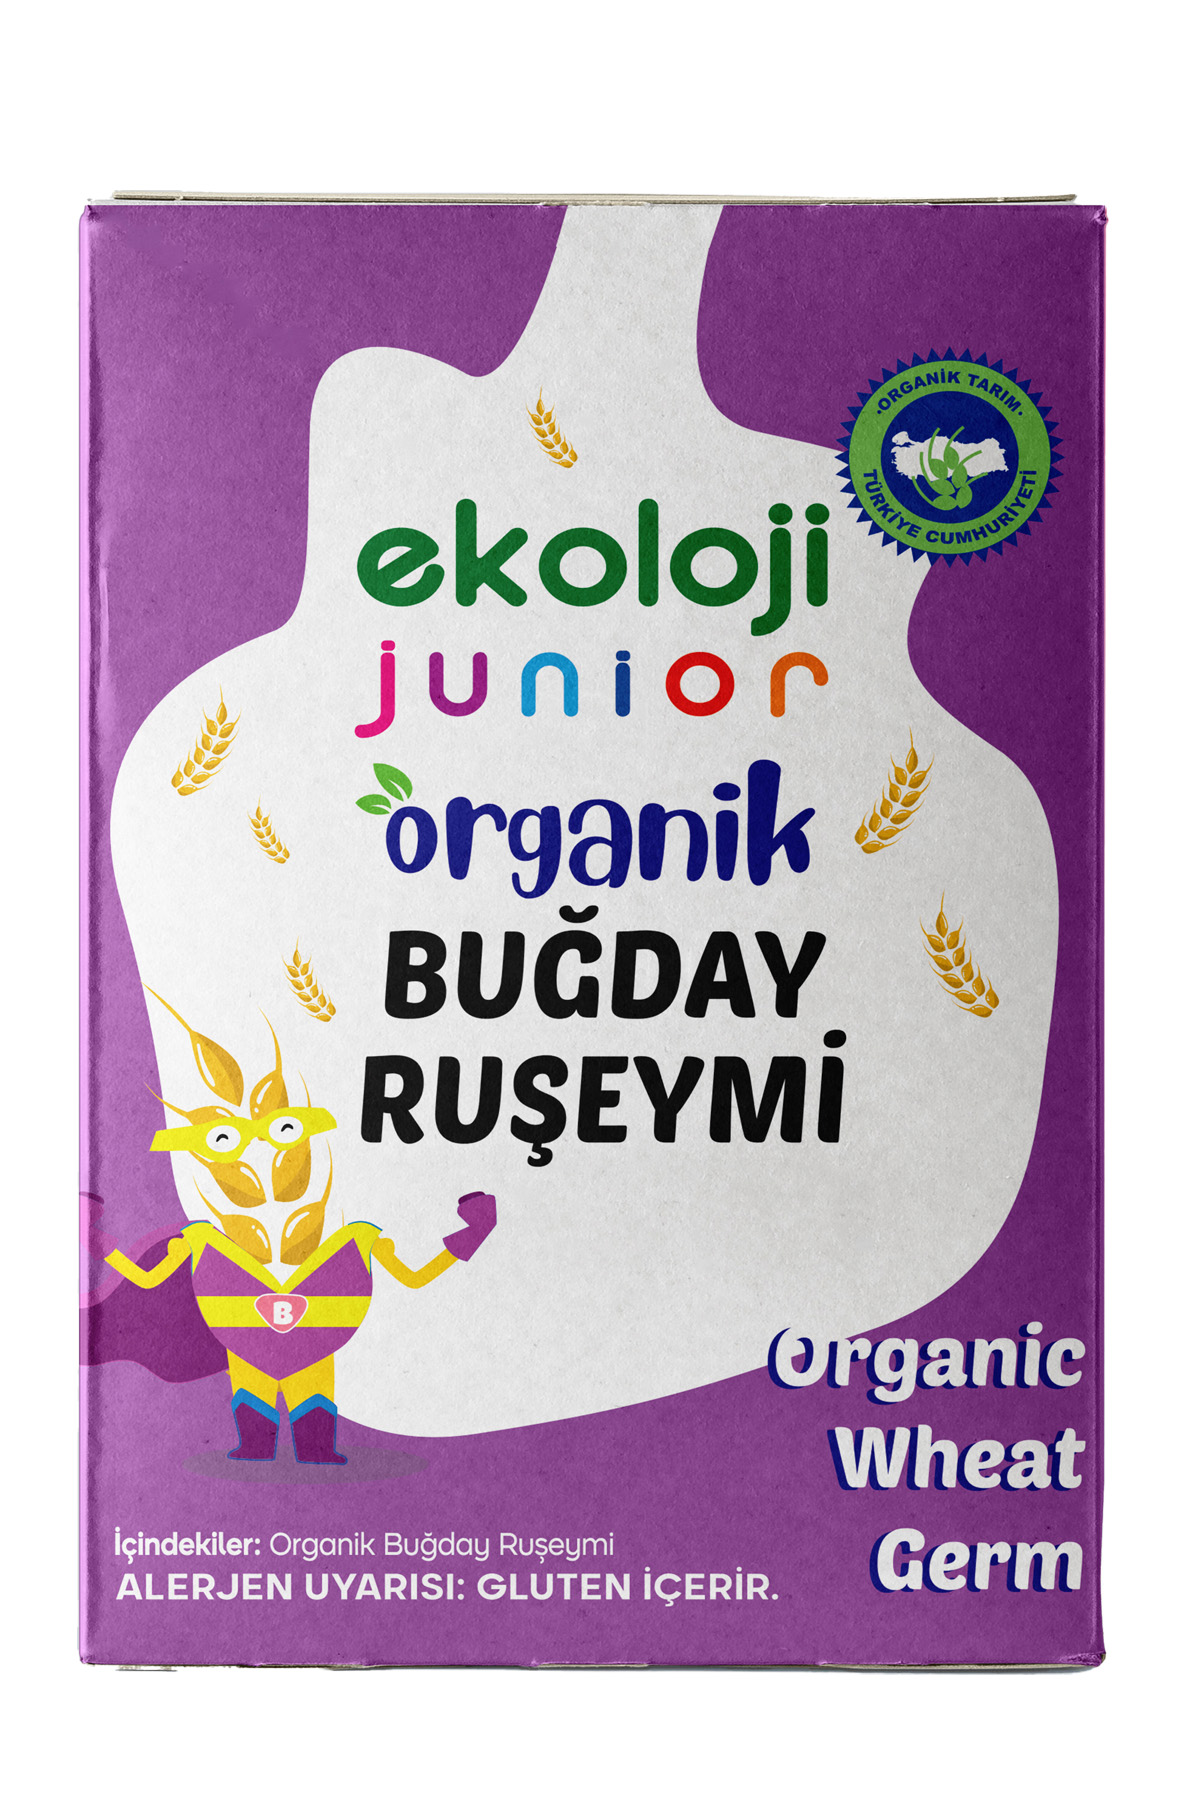 ·ORGANİK TARIM·
TÜRKİYE CUMHURİYETİ
ekoloji
junior
organik
BUĞDAY
RUŞEYMİ
B
Organic
Wheat
Germ
İçindekiler: Organik Buğday Ruşeymi
ALERJEN UYARISI: GLUTEN İÇERİR.